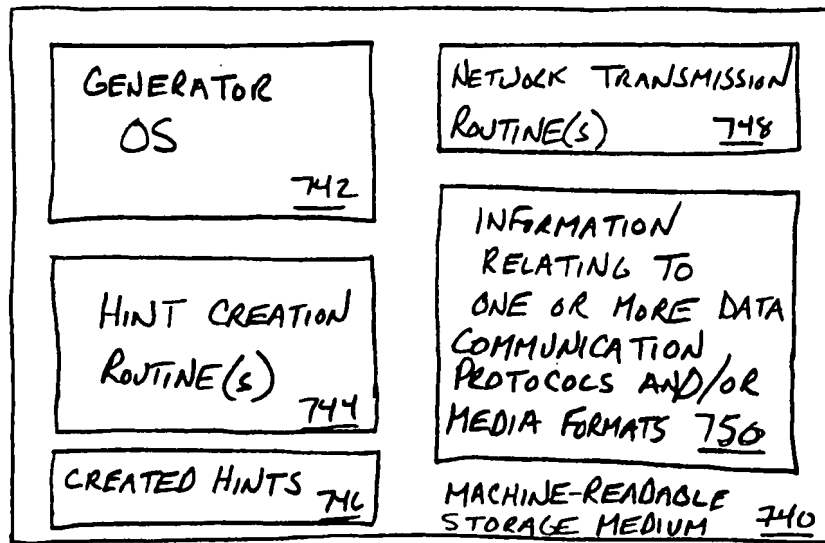 GENERATOR
OS
742
HINT CREATION
ROUTINE(S)
744
CREATED HINTS 746
NETWORK TRANSMISSION
ROUTINE(S) 748
INFORMATION
RELATING TO
ONE OR MORE DATA
COMMUNICATION
PROTOCOLS AND/OR
MEDIA FORMATS 750
MACHINE-READABLE
STORAGE MEDIUM 740